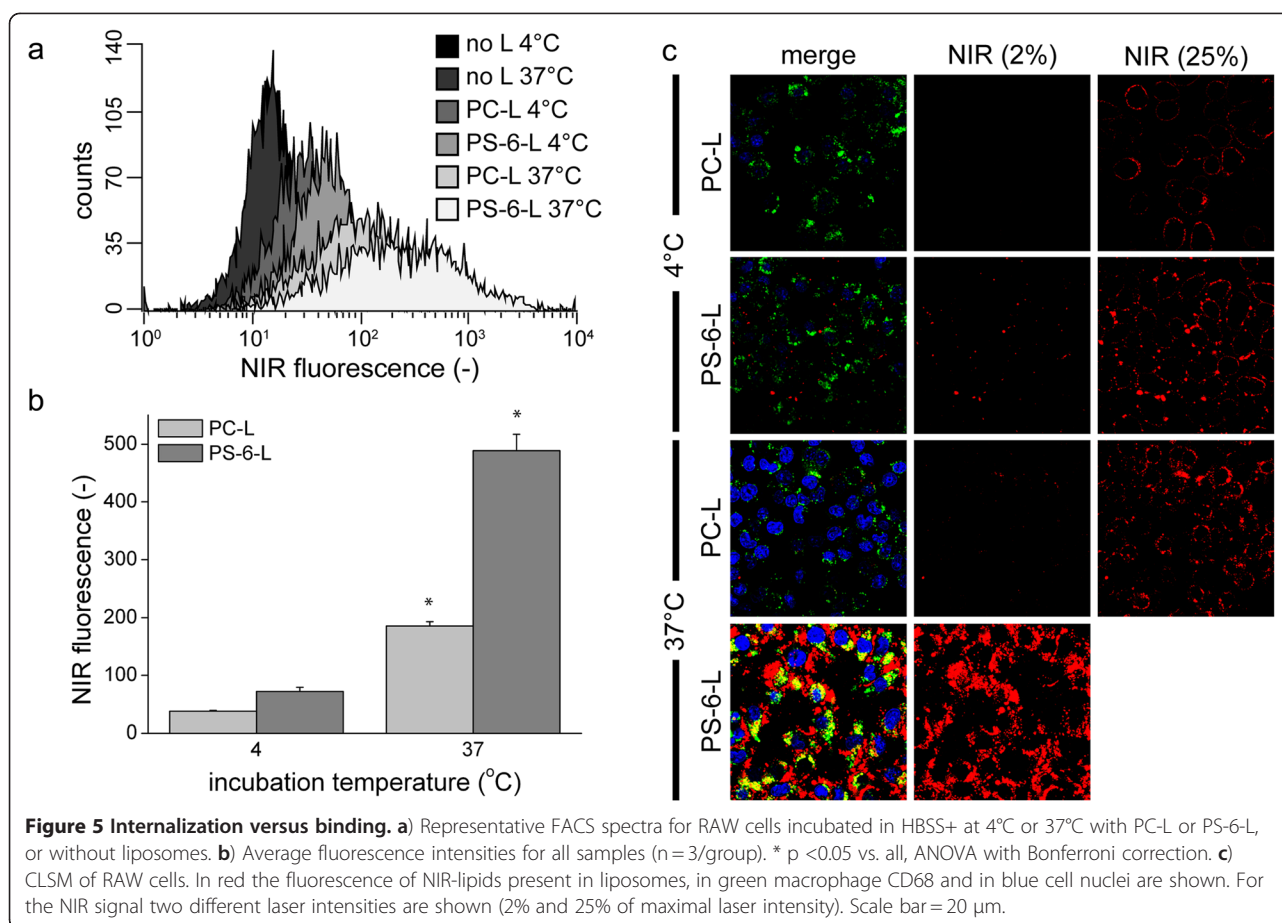 a
140
105
70
35
0
counts
10⁰ 10¹ 10² 10³ 10⁴
NIR fluorescence (-)
no L 4°C
no L 37°C
PC-L 4°C
PS-6-L 4°C
PC-L 37°C
PS-6-L 37°C
b
PC-L
PS-6-L
500
400
300
200
100
0
NIR fluorescence (-)
*
*
4 37
incubation temperature (°C)
c
merge NIR (2%) NIR (25%)
4°C
PC-L
PS-6-L
37°C
PC-L
PS-6-L
Figure 5 Internalization versus binding. a) Representative FACS spectra for RAW cells incubated in HBSS+ at 4°C or 37°C with PC-L or PS-6-L,
or without liposomes. b) Average fluorescence intensities for all samples (n = 3/group). * p <0.05 vs. all, ANOVA with Bonferroni correction. c)
CLSM of RAW cells. In red the fluorescence of NIR-lipids present in liposomes, in green macrophage CD68 and in blue cell nuclei are shown. For
the NIR signal two different laser intensities are shown (2% and 25% of maximal laser intensity). Scale bar = 20 μm.